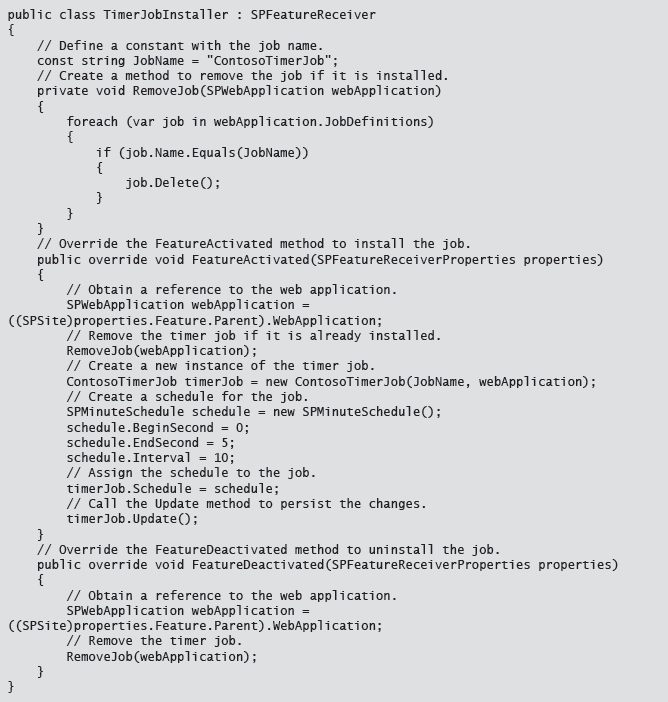 public class TimerJobInstaller : SPFeatureReceiver
{
    // Define a constant with the job name.
    const string JobName = "ContosoTimerJob";
    // Create a method to remove the job if it is installed.
    private void RemoveJob(SPWebApplication webApplication)
    {
        foreach (var job in webApplication.JobDefinitions)
        {
            if (job.Name.Equals(JobName))
            {
                job.Delete();
            }
        }
    }
    // Override the FeatureActivated method to install the job.
    public override void FeatureActivated(SPFeatureReceiverProperties properties)
    {
        // Obtain a reference to the web application.
        SPWebApplication webApplication =
((SPSite)properties.Feature.Parent).WebApplication;
        // Remove the timer job if it is already installed.
        RemoveJob(webApplication);
        // Create a new instance of the timer job.
        ContosoTimerJob timerJob = new ContosoTimerJob(JobName, webApplication);
        // Create a schedule for the job.
        SPMinuteSchedule schedule = new SPMinuteSchedule();
        schedule.BeginSecond = 0;
        schedule.EndSecond = 5;
        schedule.Interval = 10;
        // Assign the schedule to the job.
        timerJob.Schedule = schedule;
        // Call the Update method to persist the changes.
        timerJob.Update();
    }
    // Override the FeatureDeactivated method to uninstall the job.
    public override void FeatureDeactivated(SPFeatureReceiverProperties properties)
    {
        // Obtain a reference to the web application.
        SPWebApplication webApplication =
((SPSite)properties.Feature.Parent).WebApplication;
        // Remove the timer job.
        RemoveJob(webApplication);
    }
}